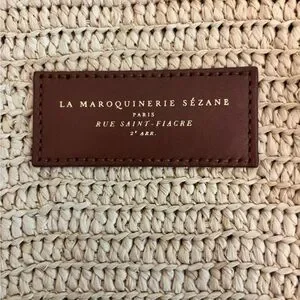 LA MAROQUINERIE SÉZANE
PARIS
RUE SAINT-FIACRE
2ᵉ ARR.